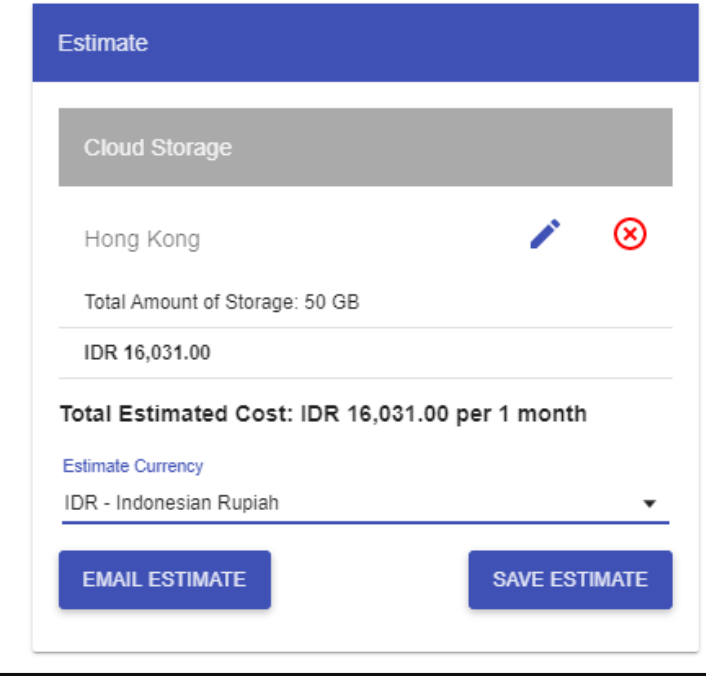 Estimate
Cloud Storage
Hong Kong
Total Amount of Storage: 50 GB
IDR 16,031.00
Total Estimated Cost: IDR 16,031.00 per 1 month
Estimate Currency
IDR - Indonesian Rupiah
EMAIL ESTIMATE
SAVE ESTIMATE